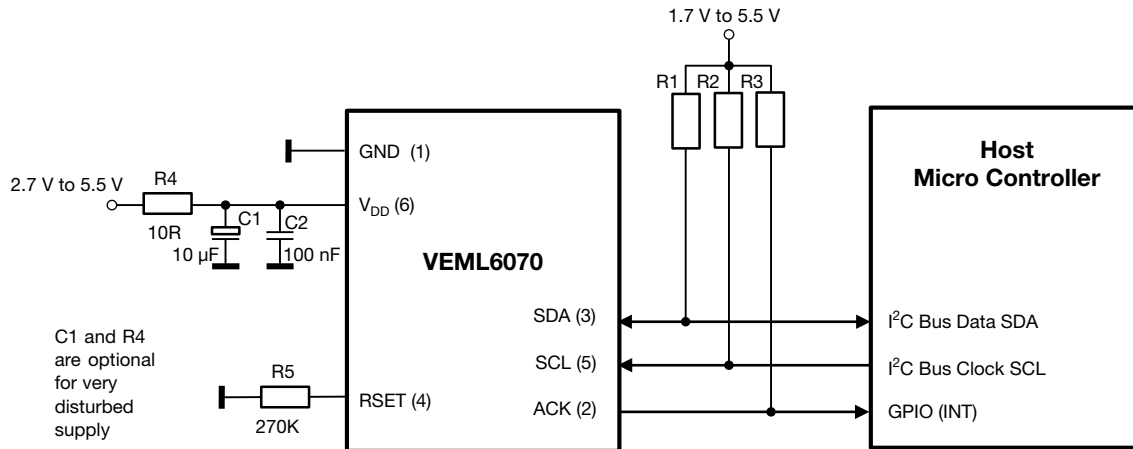 1.7 V to 5.5 V
R1 R2 R3
GND (1)
Host
Micro Controller
2.7 V to 5.5 V
R4
10R
V_DD (6)
C1
10 µF
C2
100 nF
VEML6070
SDA (3)
I²C Bus Data SDA
C1 and R4
are optional
for very
disturbed
supply
SCL (5)
I²C Bus Clock SCL
R5
270K
RSET (4)
ACK (2)
GPIO (INT)